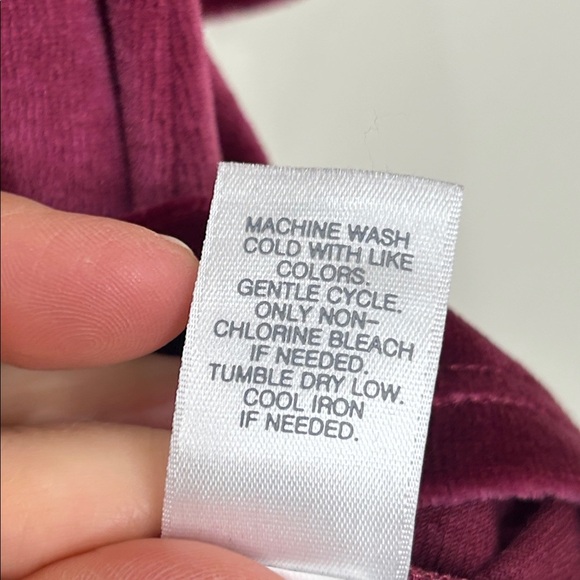 MACHINE WASH
COLD WITH LIKE
COLORS.
GENTLE CYCLE.
ONLY NON-
CHLORINE BLEACH
IF NEEDED.
TUMBLE DRY LOW.
COOL IRON
IF NEEDED.